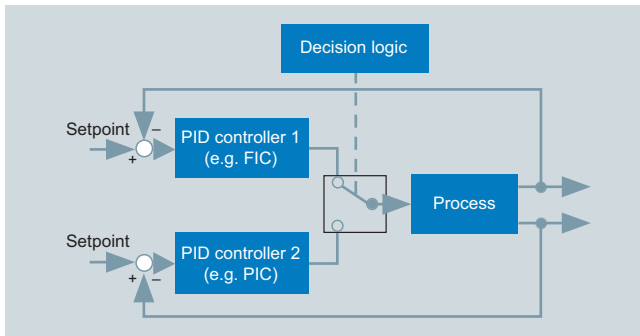 Decision logic
Setpoint
–
+
PID controller 1
(e.g. FIC)
Process
Setpoint
+
–
PID controller 2
(e.g. PIC)